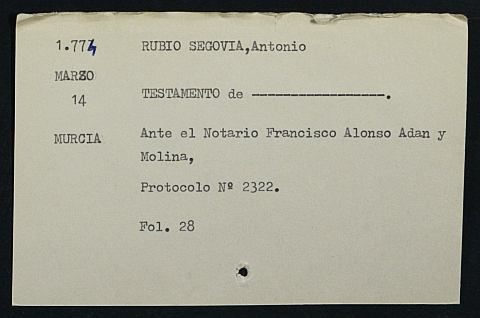 1.774
RUBIO SEGOVIA,Antonio
MARZO
14
TESTAMENTO de -----------------.
MURCIA
Ante el Notario Francisco Alonso Adan y
Molina,
Protocolo Nº 2322.
Fol. 28